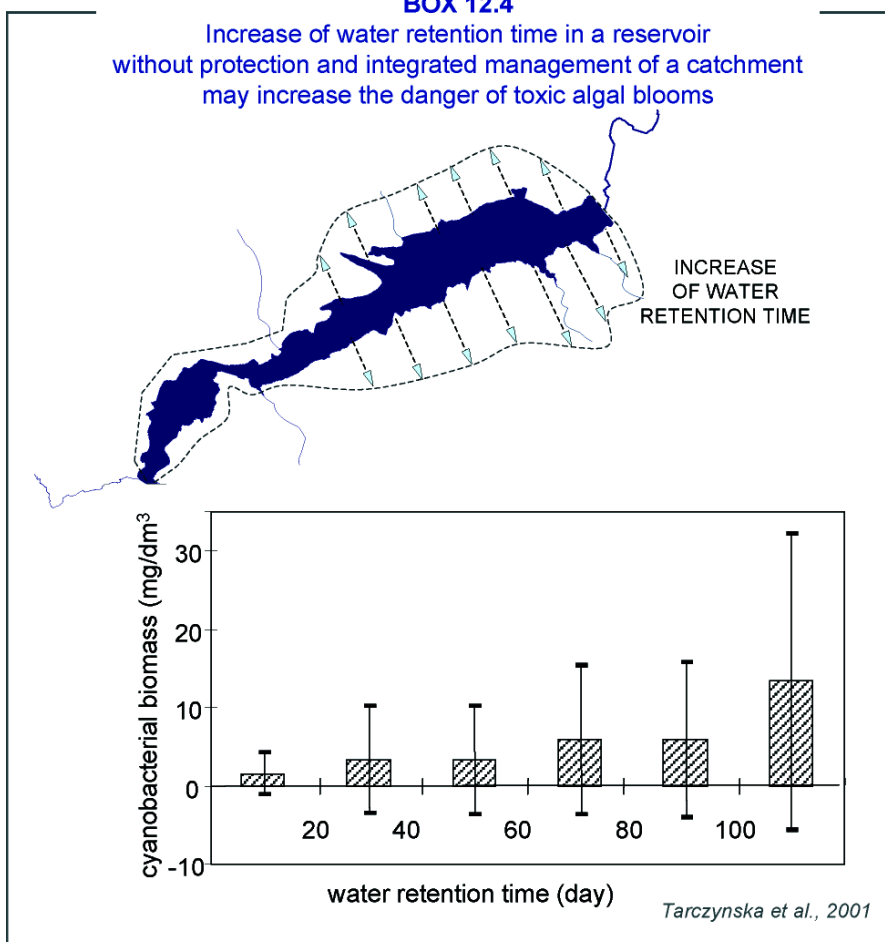 BOX 12.4
Increase of water retention time in a reservoir
without protection and integrated management of a catchment
may increase the danger of toxic algal blooms
INCREASE
OF WATER
RETENTION TIME
cyanobacterial biomass (mg/dm³)
30
20
10
0
-10
20 40 60 80 100
water retention time (day)
Tarczynska et al., 2001